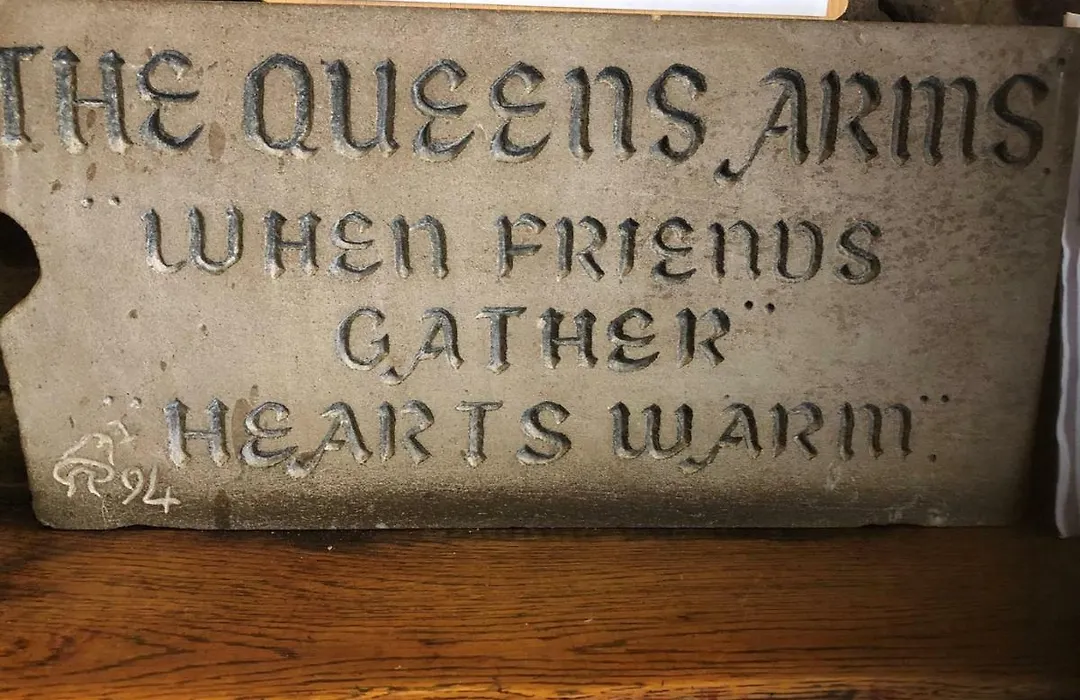 THE QUEENS ARMS
"WHEN FRIENDS
GATHER"
"HEARTS WARM".
94